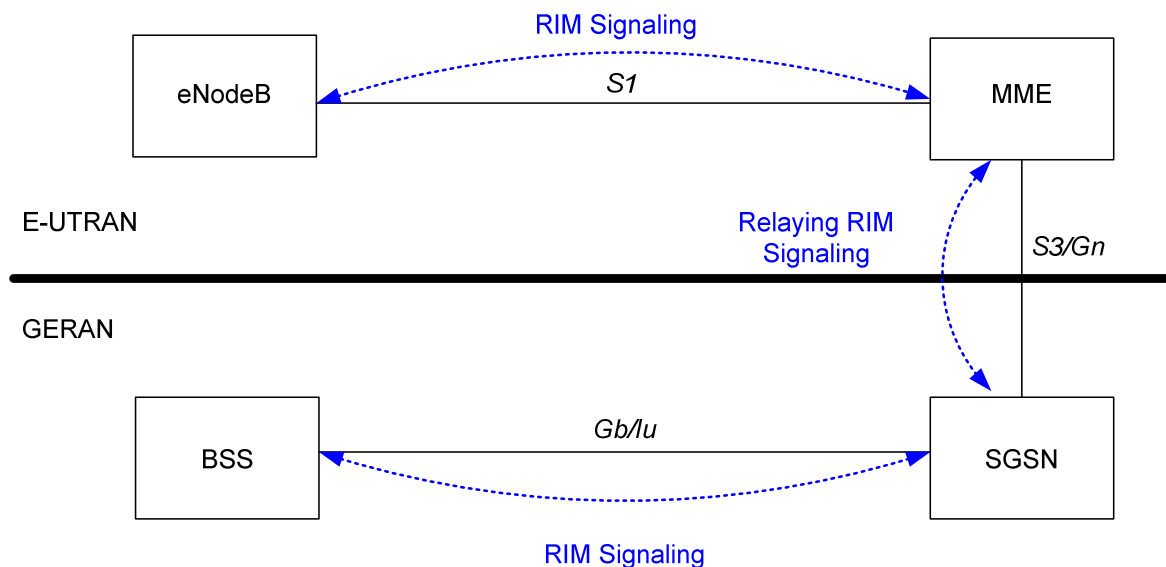 RIM Signaling
eNodeB
S1
MME
E-UTRAN
Relaying RIM
Signaling
S3/Gn
GERAN
Gb/Iu
BSS
SGSN
RIM Signaling